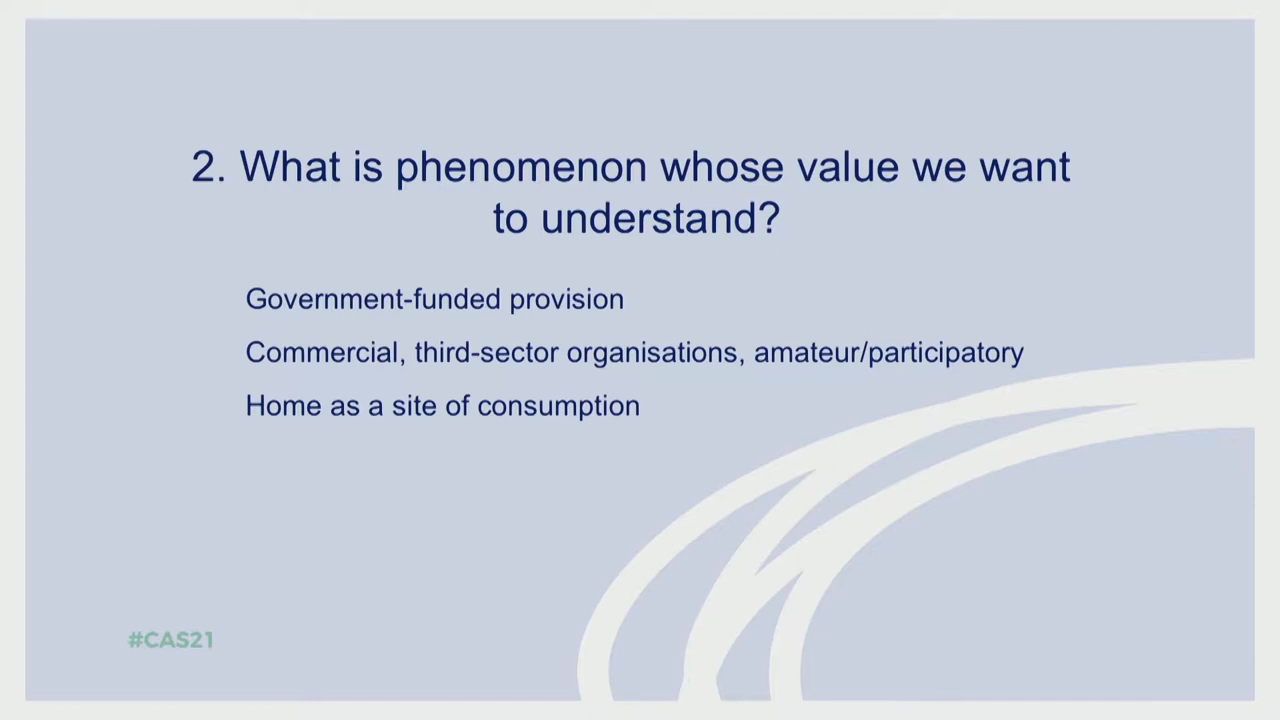 2. What is phenomenon whose value we want
to understand?
Government-funded provision
Commercial, third-sector organisations, amateur/participatory
Home as a site of consumption
#CAS21